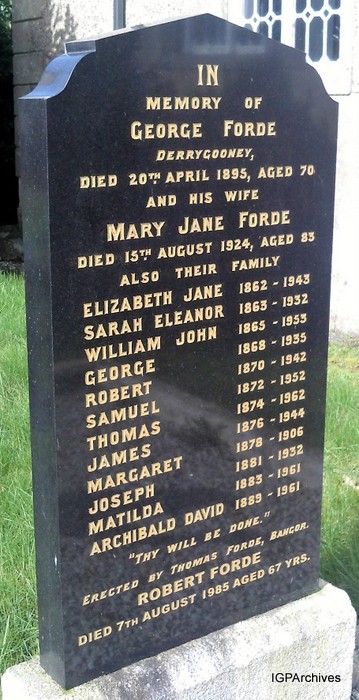 IN
MEMORY OF
GEORGE FORDE
DERRYGOONEY,
DIED 20TH APRIL 1895, AGED 70
AND HIS WIFE
MARY JANE FORDE
DIED 15TH AUGUST 1924, AGED 83
ALSO THEIR FAMILY
ELIZABETH JANE 1862 - 1943
SARAH ELEANOR 1863 - 1932
WILLIAM JOHN 1865 - 1953
GEORGE 1868 - 1935
ROBERT 1870 - 1942
SAMUEL 1872 - 1952
THOMAS 1874 - 1962
JAMES 1876 - 1944
MARGARET 1878 - 1906
JOSEPH 1881 - 1932
MATILDA 1883 - 1961
ARCHIBALD DAVID 1889 - 1961
"THY WILL BE DONE."
ERECTED BY THOMAS FORDE, BANGOR.
ROBERT FORDE
DIED 7TH AUGUST 1985 AGED 67 YRS.
IGPArchives